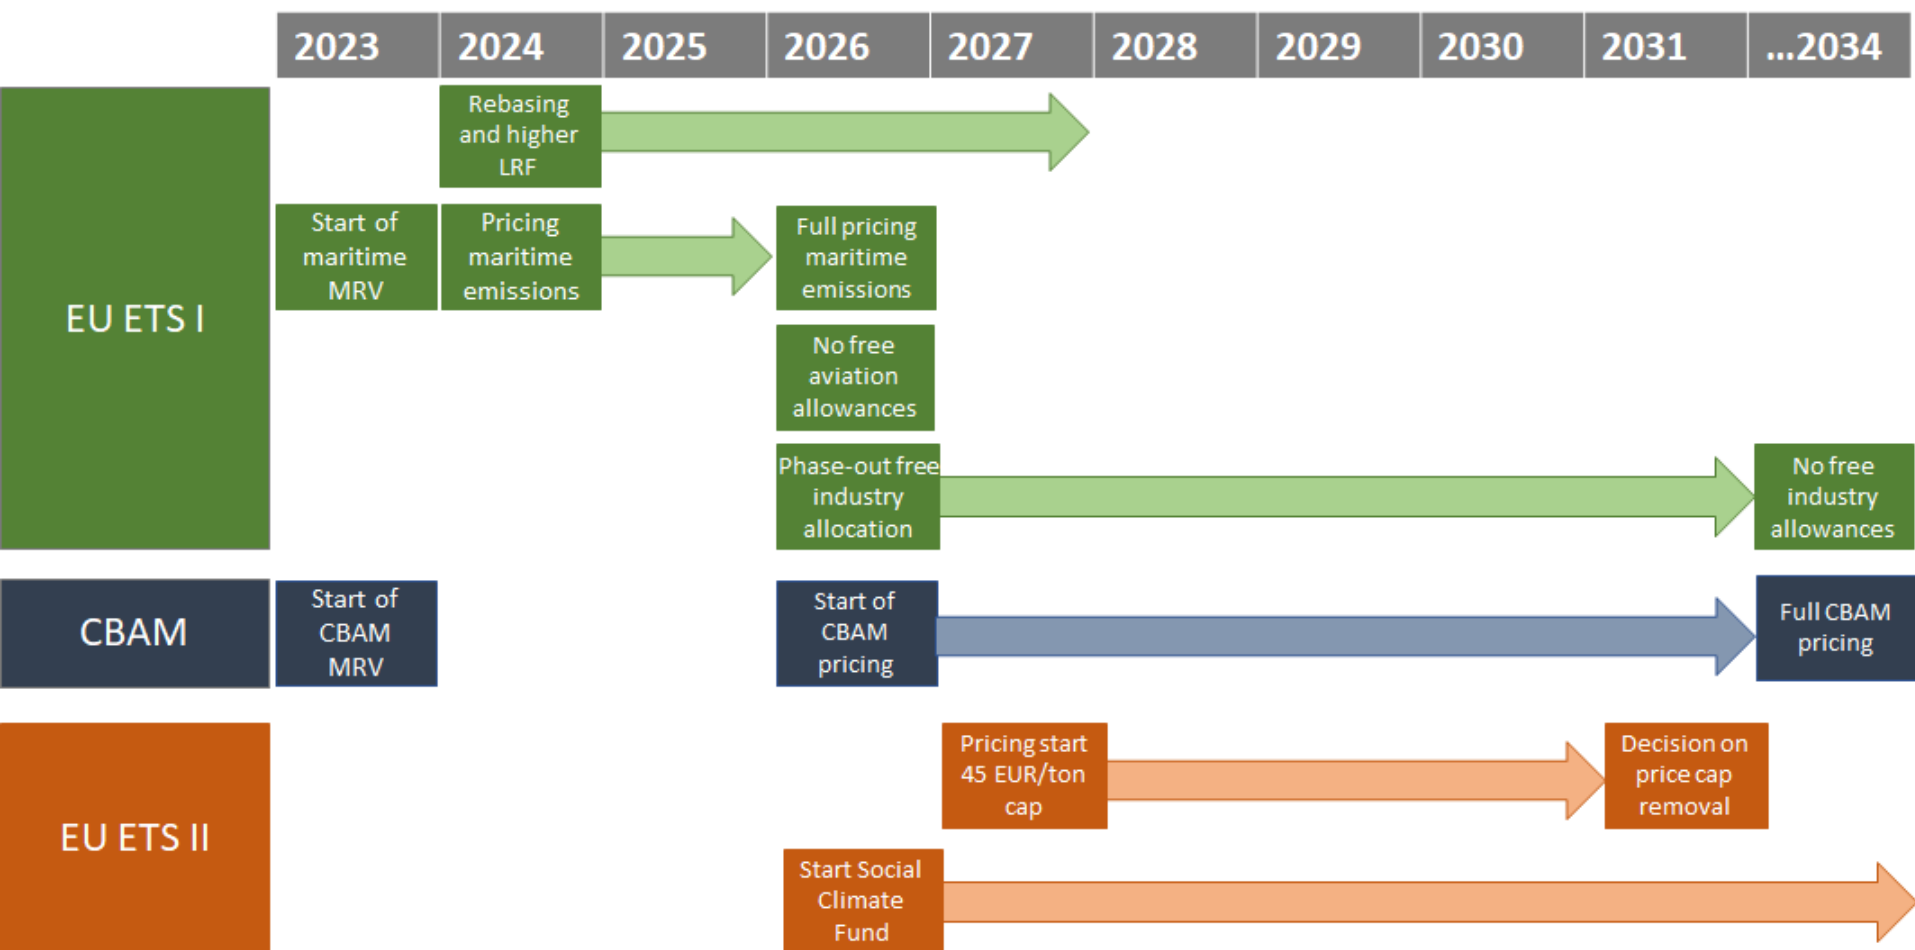 2023 2024 2025 2026 2027 2028 2029 2030 2031 ...2034
EU ETS I
Rebasing
and higher
LRF
Start of
maritime
MRV
Pricing
maritime
emissions
Full pricing
maritime
emissions
No free
aviation
allowances
Phase-out free
industry
allocation
No free
industry
allowances
CBAM
Start of
CBAM
MRV
Start of
CBAM
pricing
Full CBAM
pricing
EU ETS II
Pricing start
45 EUR/ton
cap
Decision on
price cap
removal
Start Social
Climate
Fund